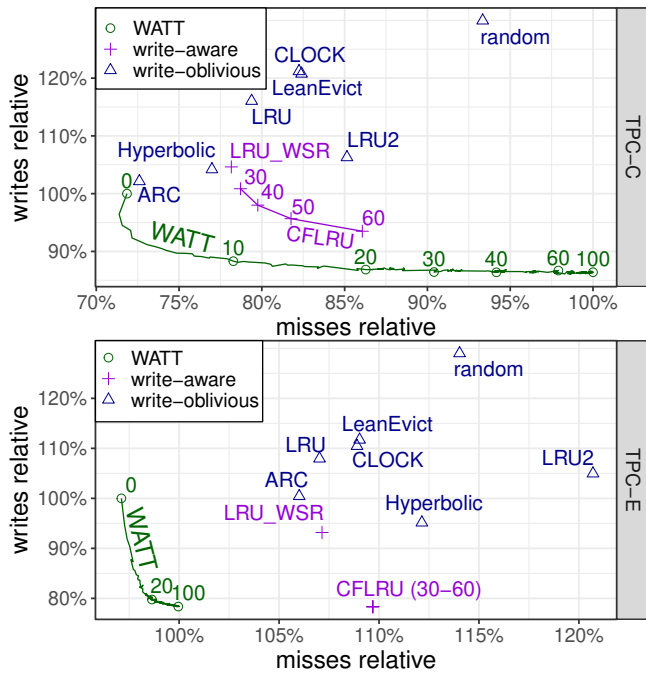 WATT
write-aware
write-oblivious
random
CLOCK
LeanEvict
LRU
LRU2
Hyperbolic
LRU_WSR
ARC
0
30
40
50
60
CFLRU
WATT
10
20
30
40
60
100
120%
110%
100%
90%
writes relative
70%
75%
80%
85%
90%
95%
100%
misses relative
TPC-C
WATT
write-aware
write-oblivious
random
LeanEvict
LRU
CLOCK
LRU2
ARC
Hyperbolic
LRU_WSR
0
WATT
20
100
CFLRU (30-60)
120%
110%
100%
90%
80%
writes relative
100%
105%
110%
115%
120%
misses relative
TPC-E